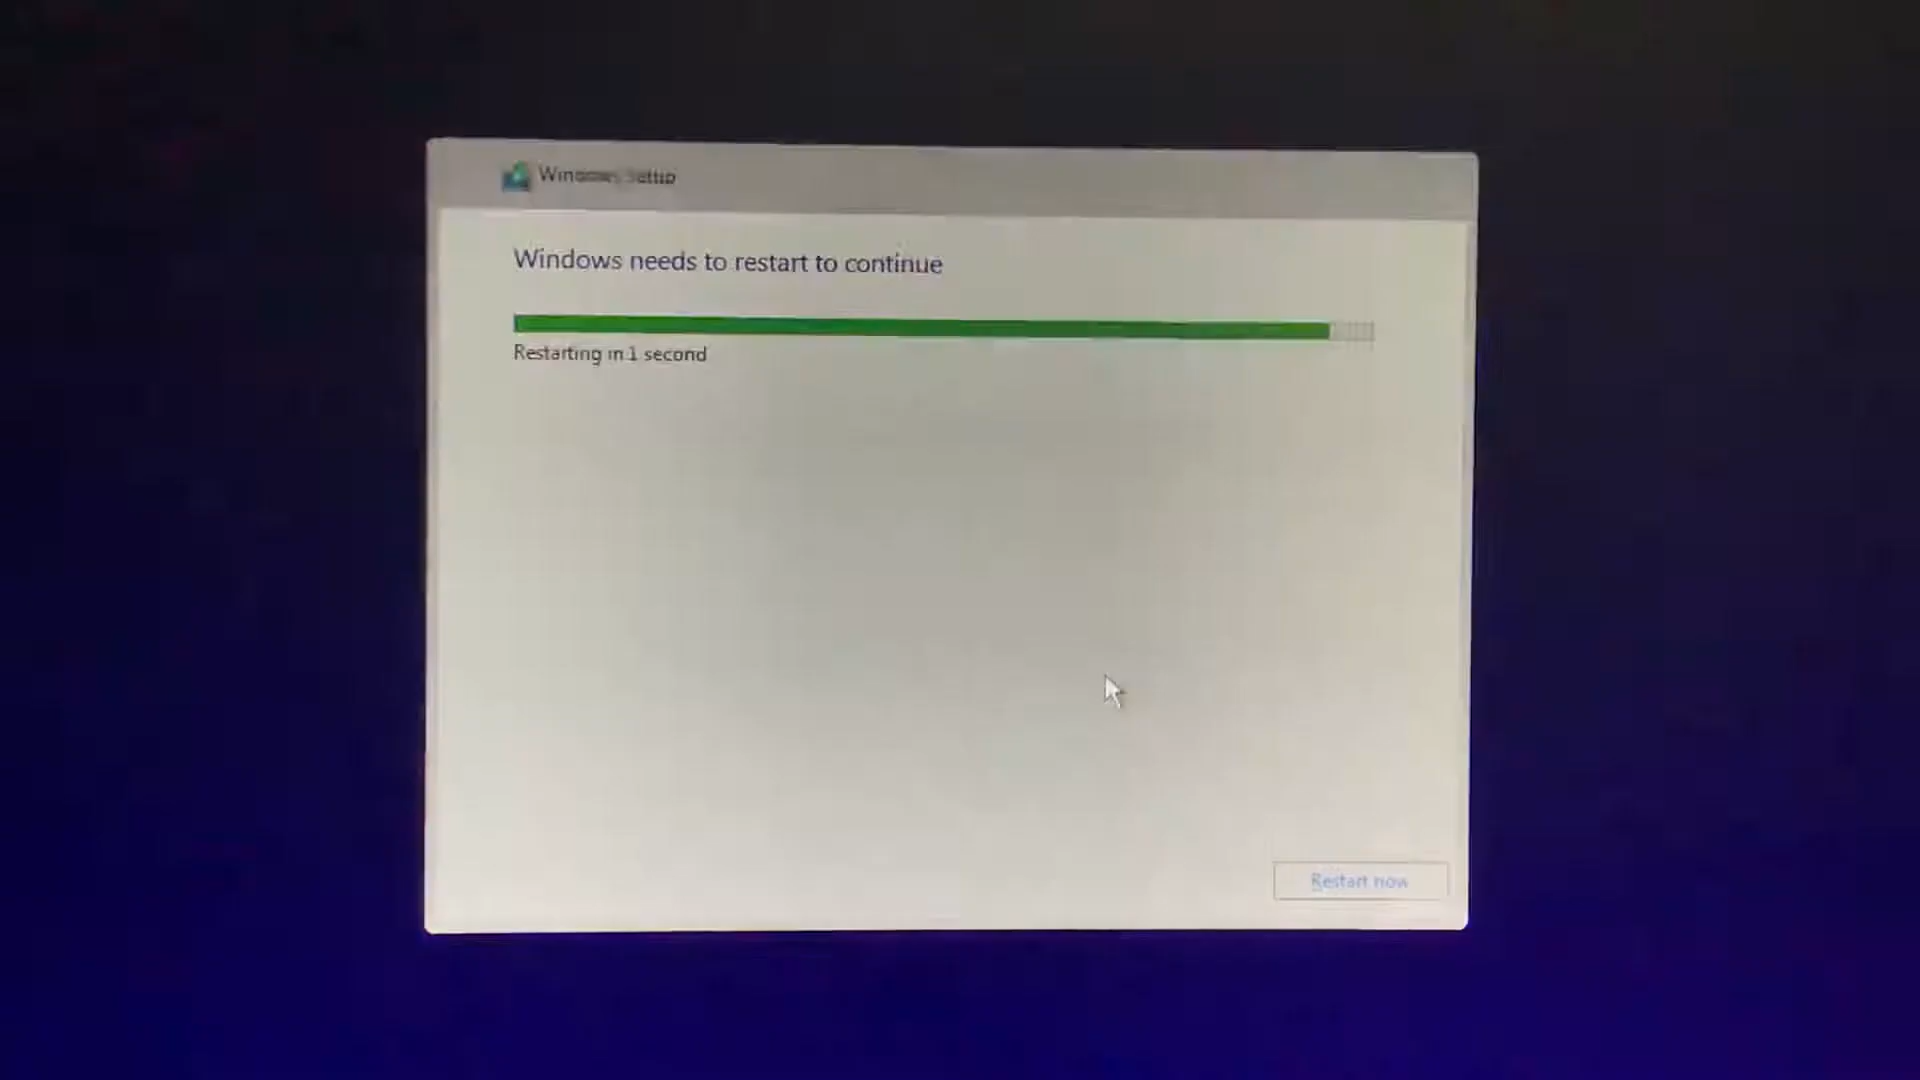 Windows Setup
Windows needs to restart to continue
Restarting in 1 second
Restart now